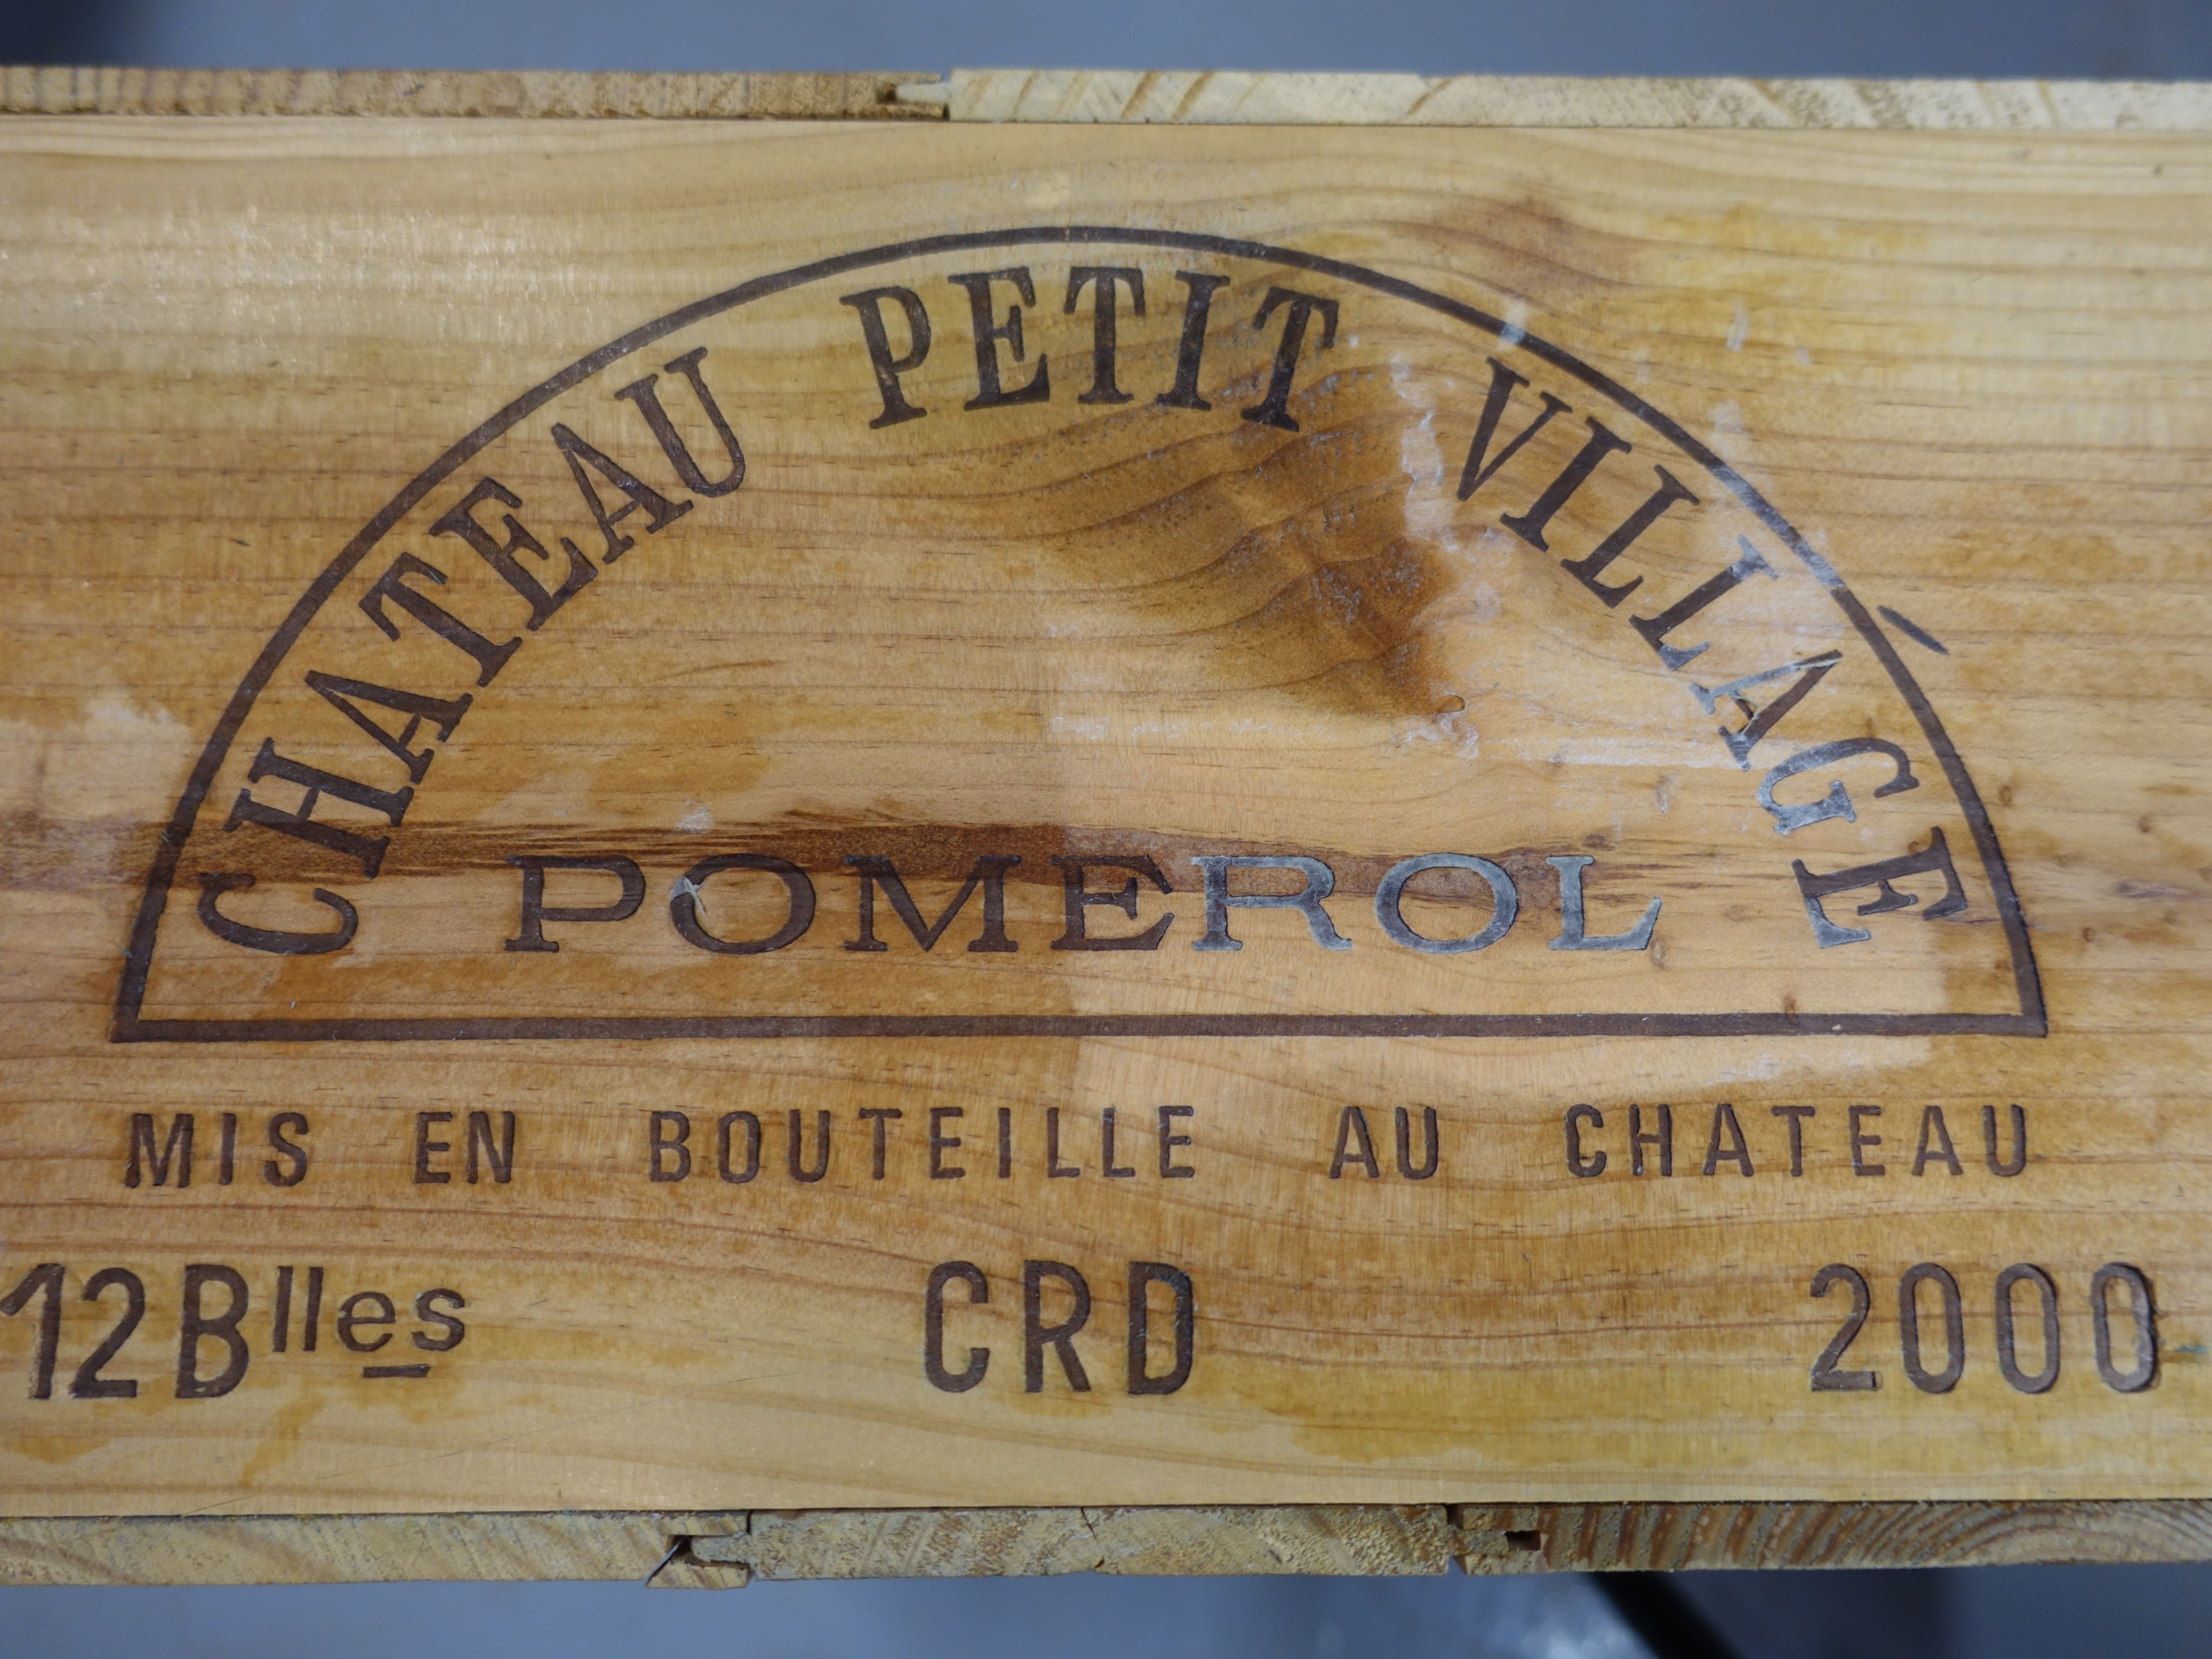 CHATEAU PETIT VILLAGE
POMEROL
MIS EN BOUTEILLE AU CHATEAU
12 Blles CRD 2000